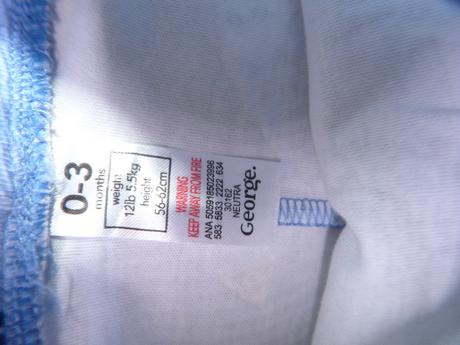 0-3
months
weight
12lb 5.5kg
height
56-62cm
WARNING
KEEP AWAY FROM FIRE
ANA 5059185023996
583 5833 2222 634
30162
NEUTRA
George.